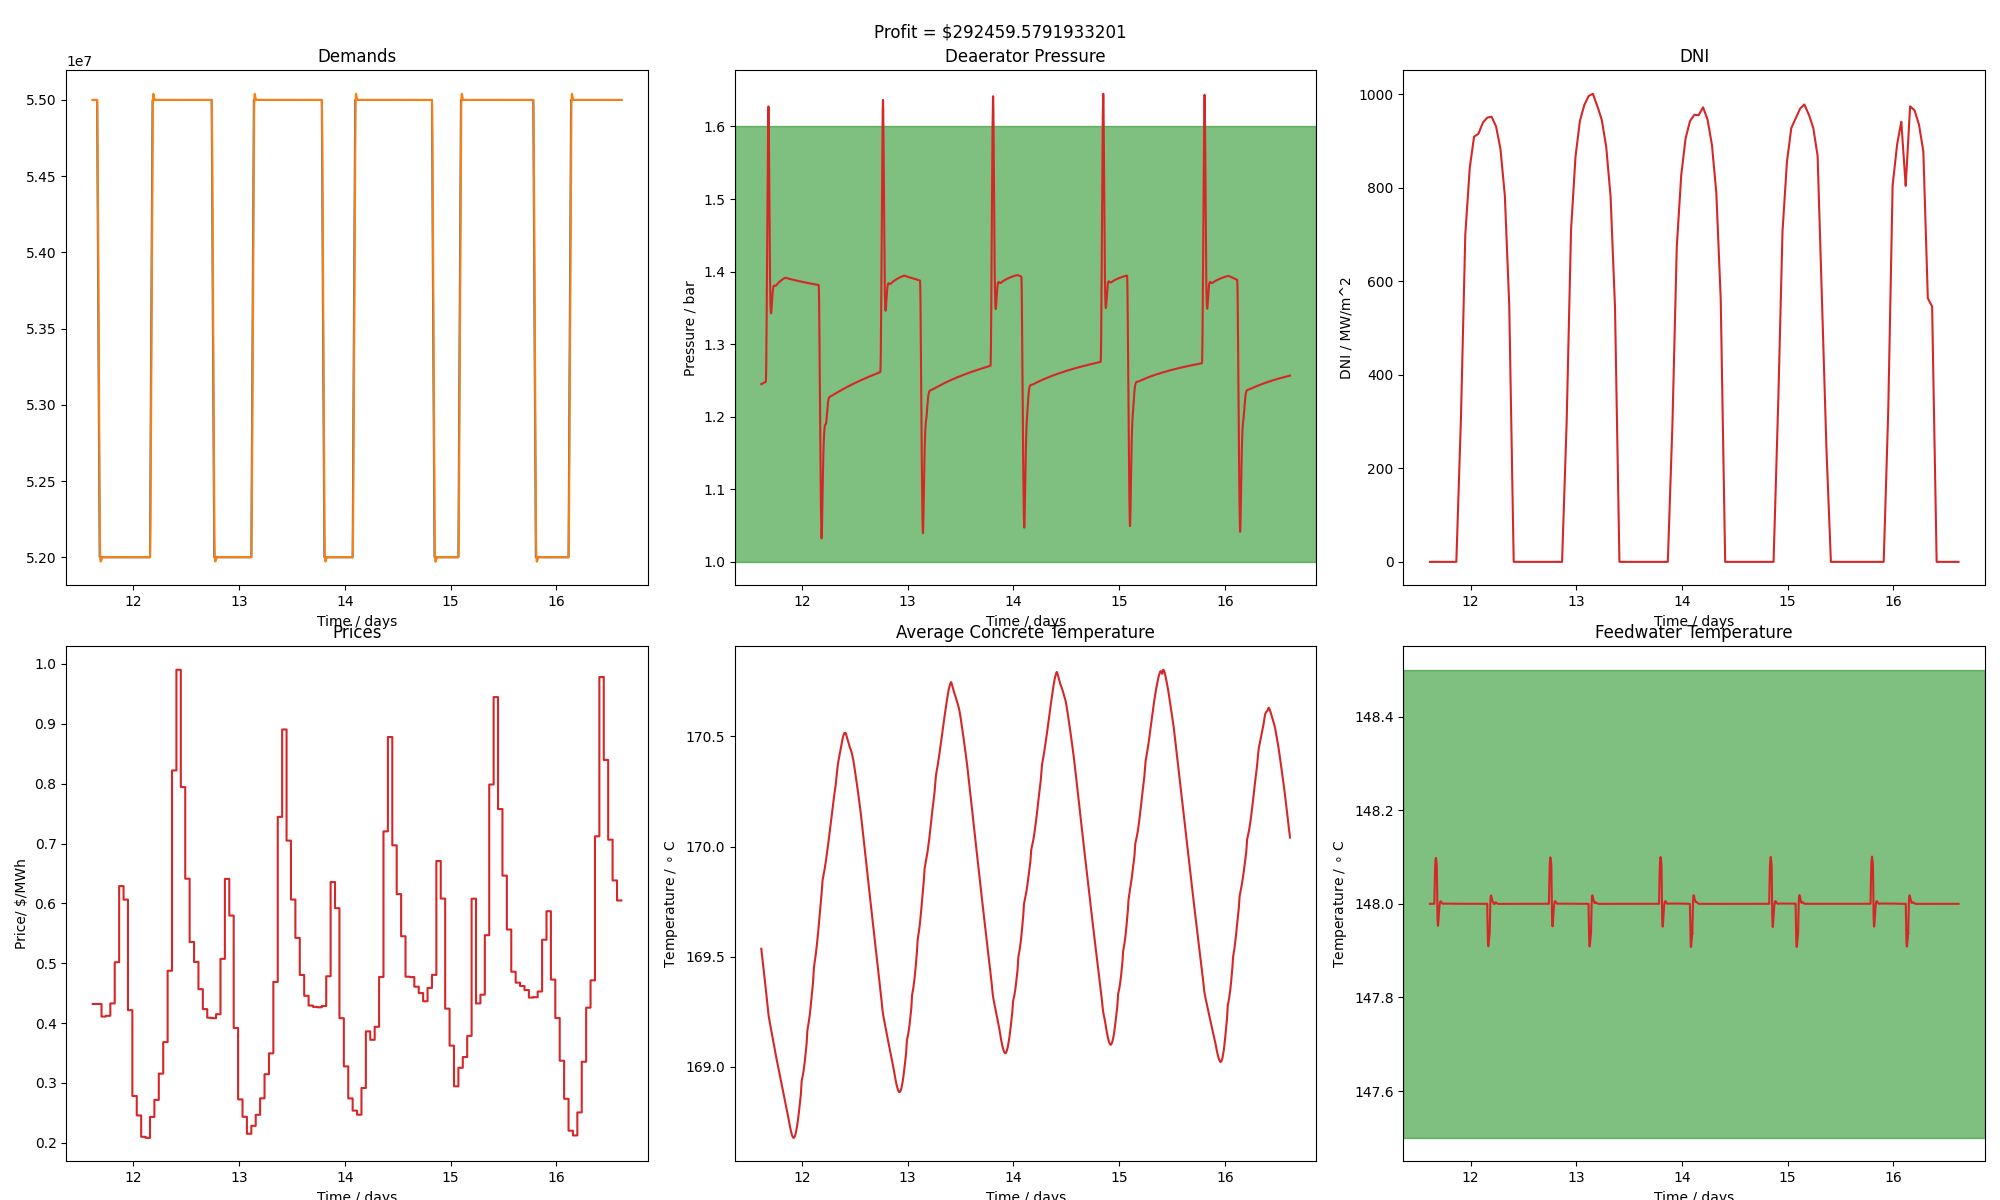 Profit = $292459.5791933201
Demands
1e7
5.50
5.45
5.40
5.35
5.30
5.25
5.20
12 13 14 15 16
Time / days
Deaerator Pressure
Pressure / bar
1.6
1.5
1.4
1.3
1.2
1.1
1.0
12 13 14 15 16
Time / days
DNI
DNI / MW/m^2
1000
800
600
400
200
0
12 13 14 15 16
Time / days
Prices
Price/ $/MWh
1.0
0.9
0.8
0.7
0.6
0.5
0.4
0.3
0.2
12 13 14 15 16
Time / days
Average Concrete Temperature
Temperature / ∘ C
170.5
170.0
169.5
169.0
12 13 14 15 16
Time / days
Feedwater Temperature
Temperature / ∘ C
148.4
148.2
148.0
147.8
147.6
12 13 14 15 16
Time / days